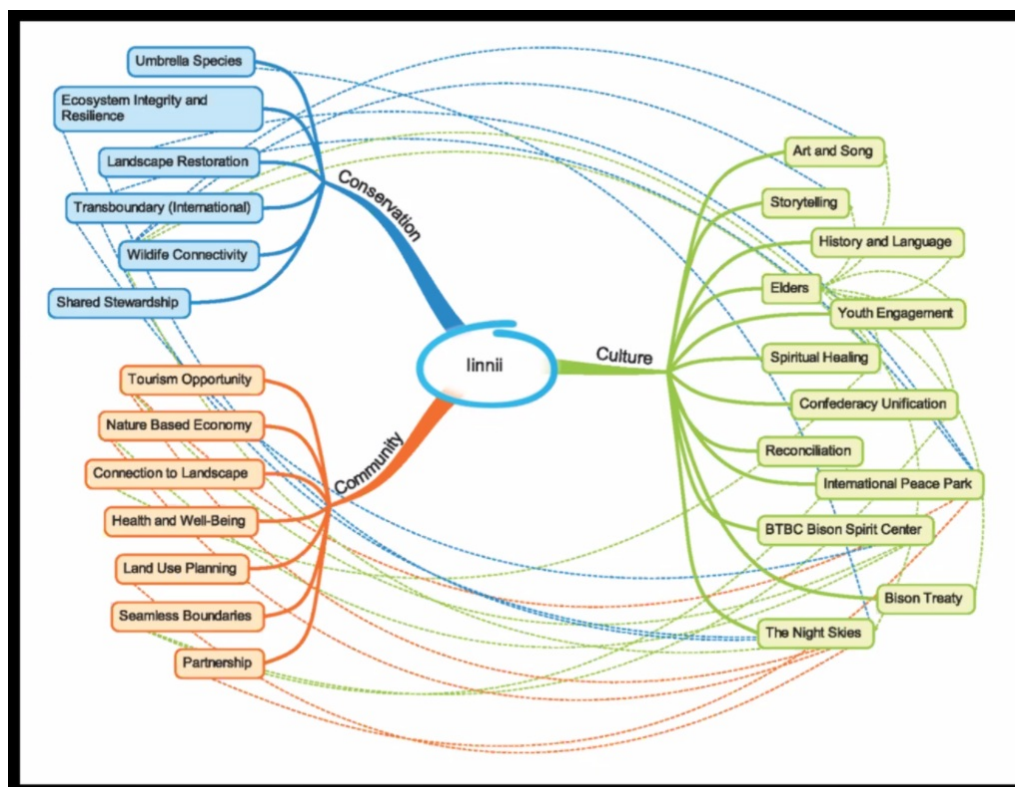 Umbrella Species
Ecosystem Integrity and
Resilience
Landscape Restoration
Transboundary (International)
Wildife Connectivity
Shared Stewardship
Conservation
Iinnii
Community
Tourism Opportunity
Nature Based Economy
Connection to Landscape
Health and Well-Being
Land Use Planning
Seamless Boundaries
Partnership
Culture
Art and Song
Storytelling
History and Language
Elders
Youth Engagement
Spiritual Healing
Confederacy Unification
Reconciliation
International Peace Park
BTBC Bison Spirit Center
Bison Treaty
The Night Skies